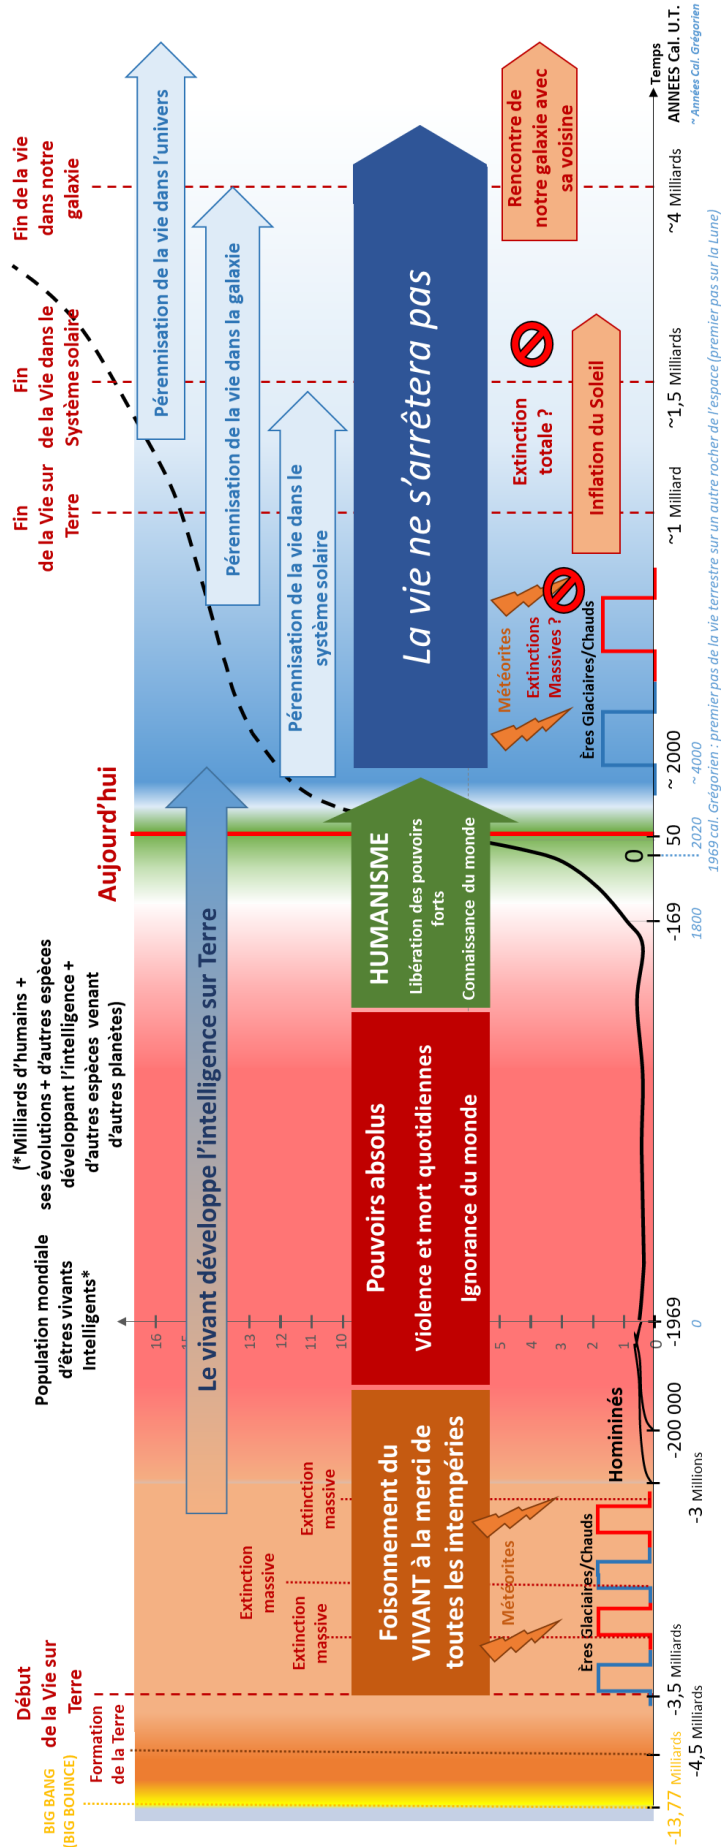 BIG BANG
(BIG BOUNCE)
Formation
de la Terre
Début
de la Vie sur
Terre
Extinction
massive
Extinction
massive
Extinction
massive
Population mondiale
d'êtres vivants
Intelligents*
(*Milliards d'humains +
ses évolutions + d'autres espèces
développant l'intelligence +
d'autres espèces venant
d'autres planètes)
Aujourd'hui
Fin
de la Vie sur
Terre
Fin
de la Vie dans le
Système solaire
Fin de la vie
dans notre
galaxie
Le vivant développe l'intelligence sur Terre
Pérennisation de la vie dans le
système solaire
Pérennisation de la vie dans la galaxie
Pérennisation de la vie dans l'univers
16
13
12
11
10
5
4
3
2
1
0
Foisonnement du
VIVANT à la merci de
toutes les intempéries
Pouvoirs absolus
Violence et mort quotidiennes
Ignorance du monde
HUMANISME
Libération des pouvoirs
forts
Connaissance du monde
La vie ne s'arrêtera pas
Météorites
Ères Glaciaires/Chauds
Homininés
Météorites
Extinctions
Massives ?
Ères Glaciaires/Chauds
Extinction
totale ?
Inflation du Soleil
Rencontre de
notre galaxie avec
sa voisine
Temps
-13,77 Milliards
-4,5 Milliards
-3,5 Milliards
-3 Millions
-200 000
-1969
0
-169
1800
0
50
2020
~ 2000
~ 4000
~1 Milliard
~1,5 Milliards
~4 Milliards
ANNEES Cal. U.T.
~ Années Cal. Grégorien
1969 cal. Grégorien : premier pas de la vie terrestre sur un autre rocher de l'espace (premier pas sur la Lune)